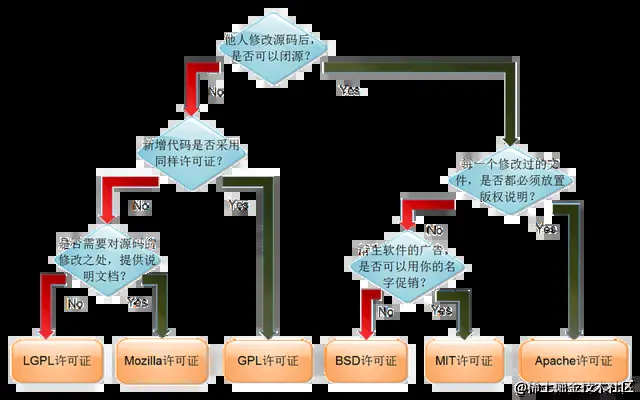 他人修改源码后,
是否可以闭源?
No
Yes
新增代码是否采用
同样许可证?
每一个修改过的文
件,是否都必须放置
版权说明?
No
Yes
No
Yes
是否需要对源码的
修改之处,提供说
明文档?
衍生软件的广告,
是否可以用你的名
字促销?
No
Yes
No
Yes
LGPL许可证
Mozilla许可证
GPL许可证
BSD许可证
MIT许可证
Apache许可证
@稀土掘金技术社区